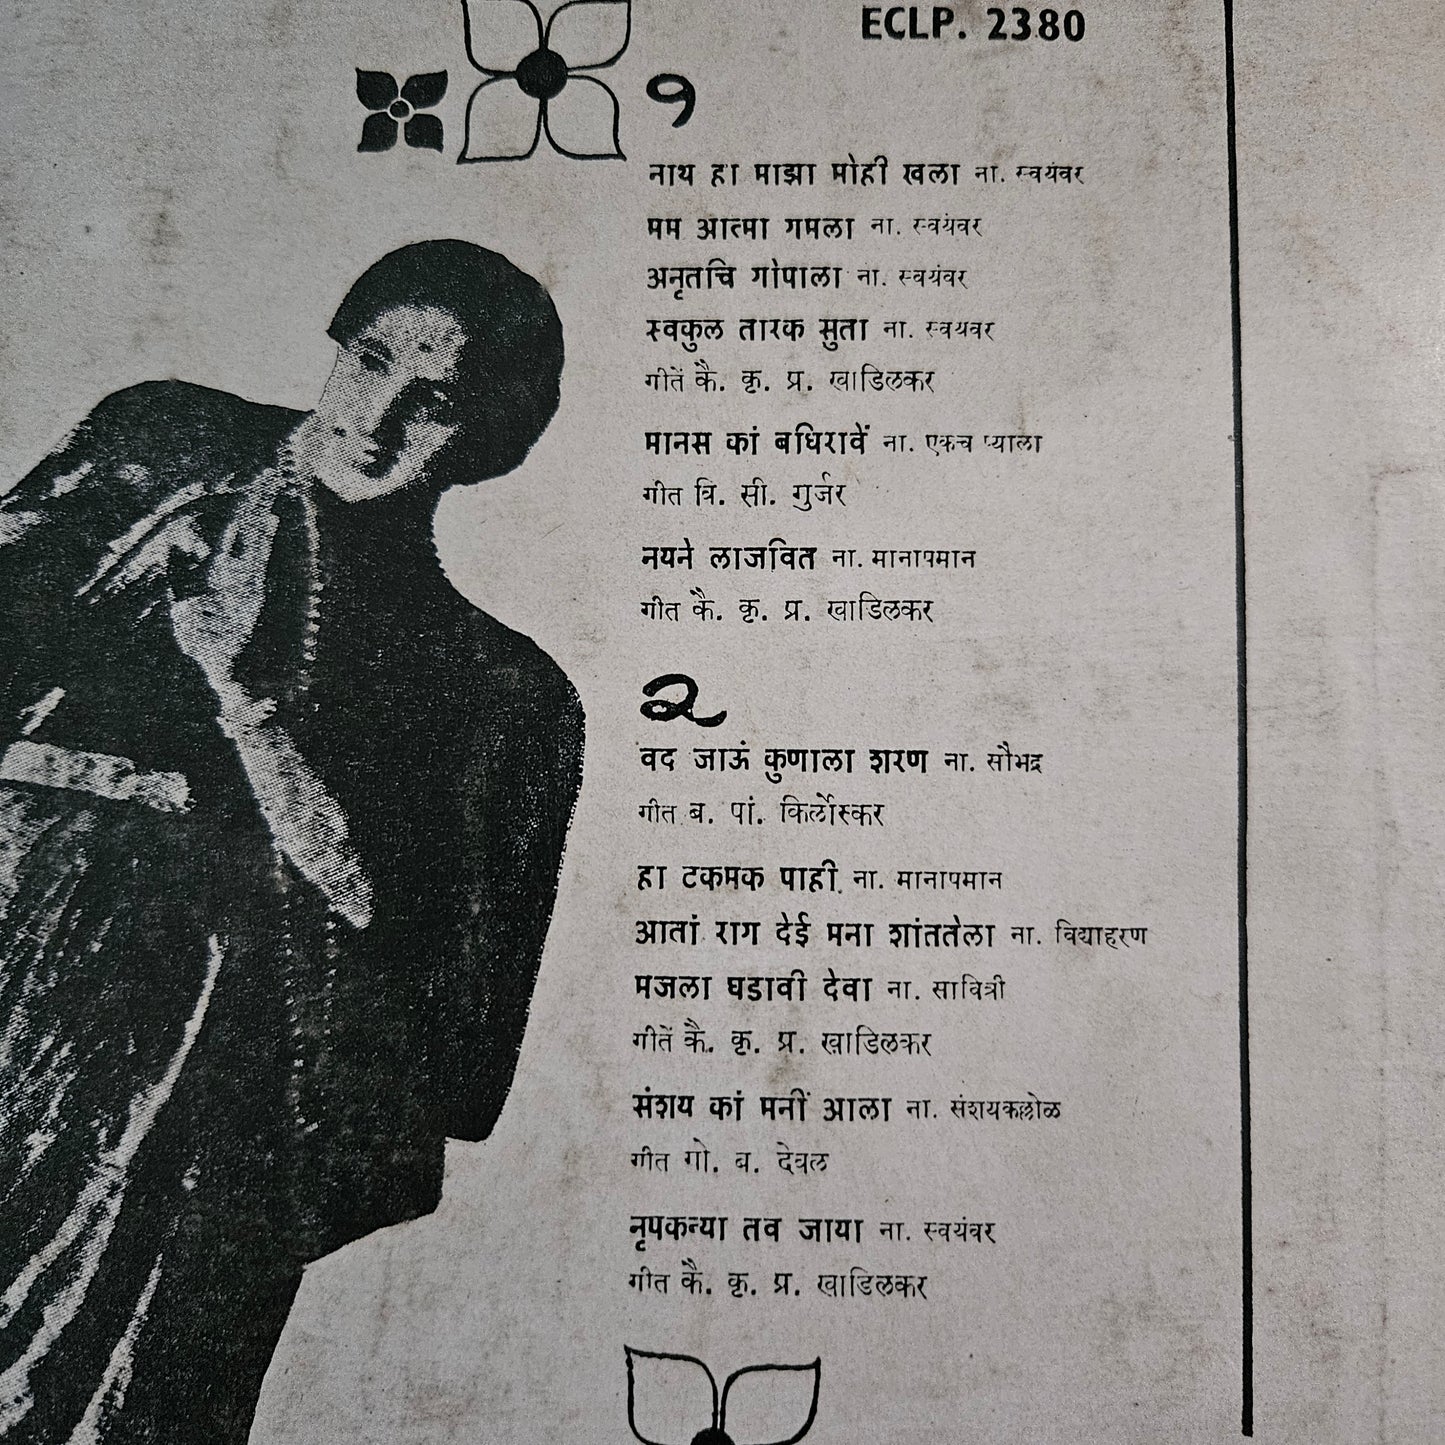 ECLP. 2380
१
नाथ हा माझा मोही खला ना. स्वयंवर
मम आत्मा गमला ना. स्वयंवर
अनृतचि गोपाला ना. स्वयंवर
स्वकुल तारक सुता ना. स्वयवर
गीतें कै. कृ. प्र. खाडिलकर
मानस कां बधिरावें ना. एकच प्याला
गीत वि. सी. गुर्जर
नयने लाजवित ना. मानापमान
गीत कै. कृ. प्र. खाडिलकर
२
वद जाऊं कुणाला शरण ना. सौभद्र
गीत ब. पां. किर्लोस्कर
हा टकमक पाही ना. मानापमान
आतां राग देई मना शांततेला ना. विद्याहरण
मजला घडावी देवा ना. सावित्री
गीतें कै. कृ. प्र. खाडिलकर
संशय कां मनीं आला ना. संशयकल्लोळ
गीत गो. ब. देवल
नृपकन्या तव जाया ना. स्वयंवर
गीत कै. कृ. प्र. खाडिलकर